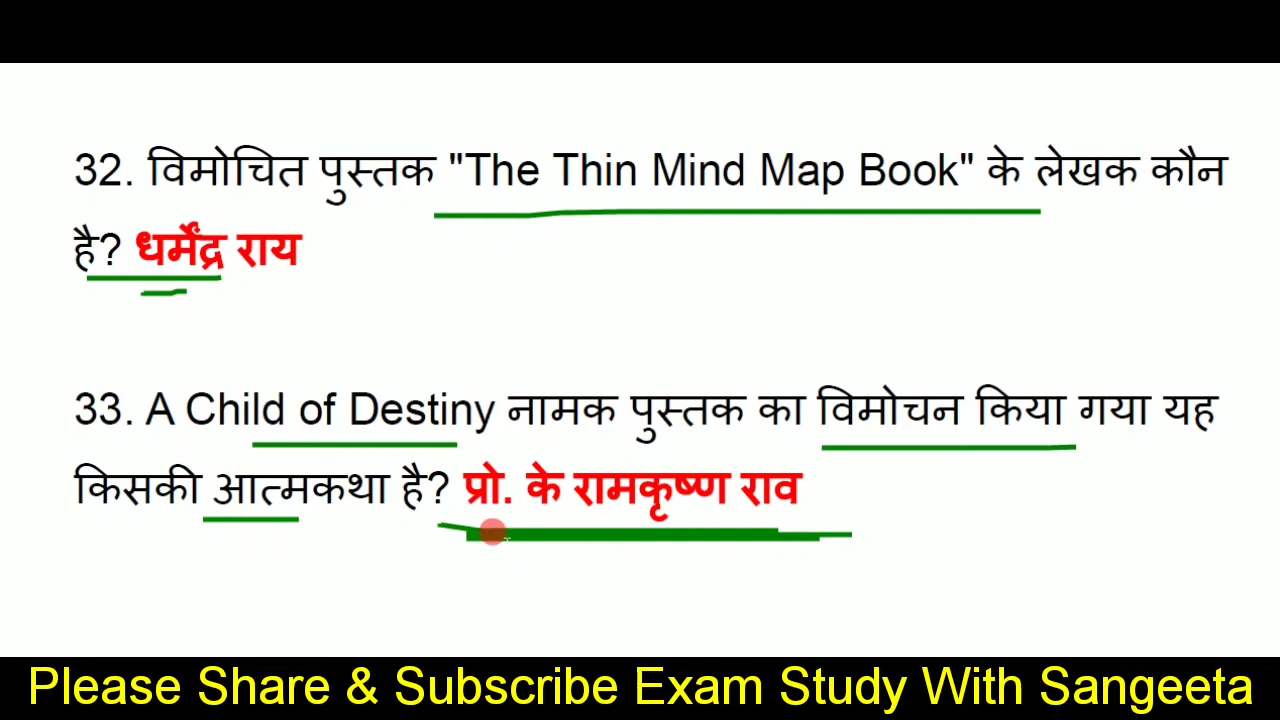 32. विमोचित पुस्तक "The Thin Mind Map Book" के लेखक कौन
है? धर्मेंद्र राय
33. A Child of Destiny नामक पुस्तक का विमोचन किया गया यह
किसकी आत्मकथा है? प्रो. के रामकृष्ण राव
Please Share & Subscribe Exam Study With Sangeeta